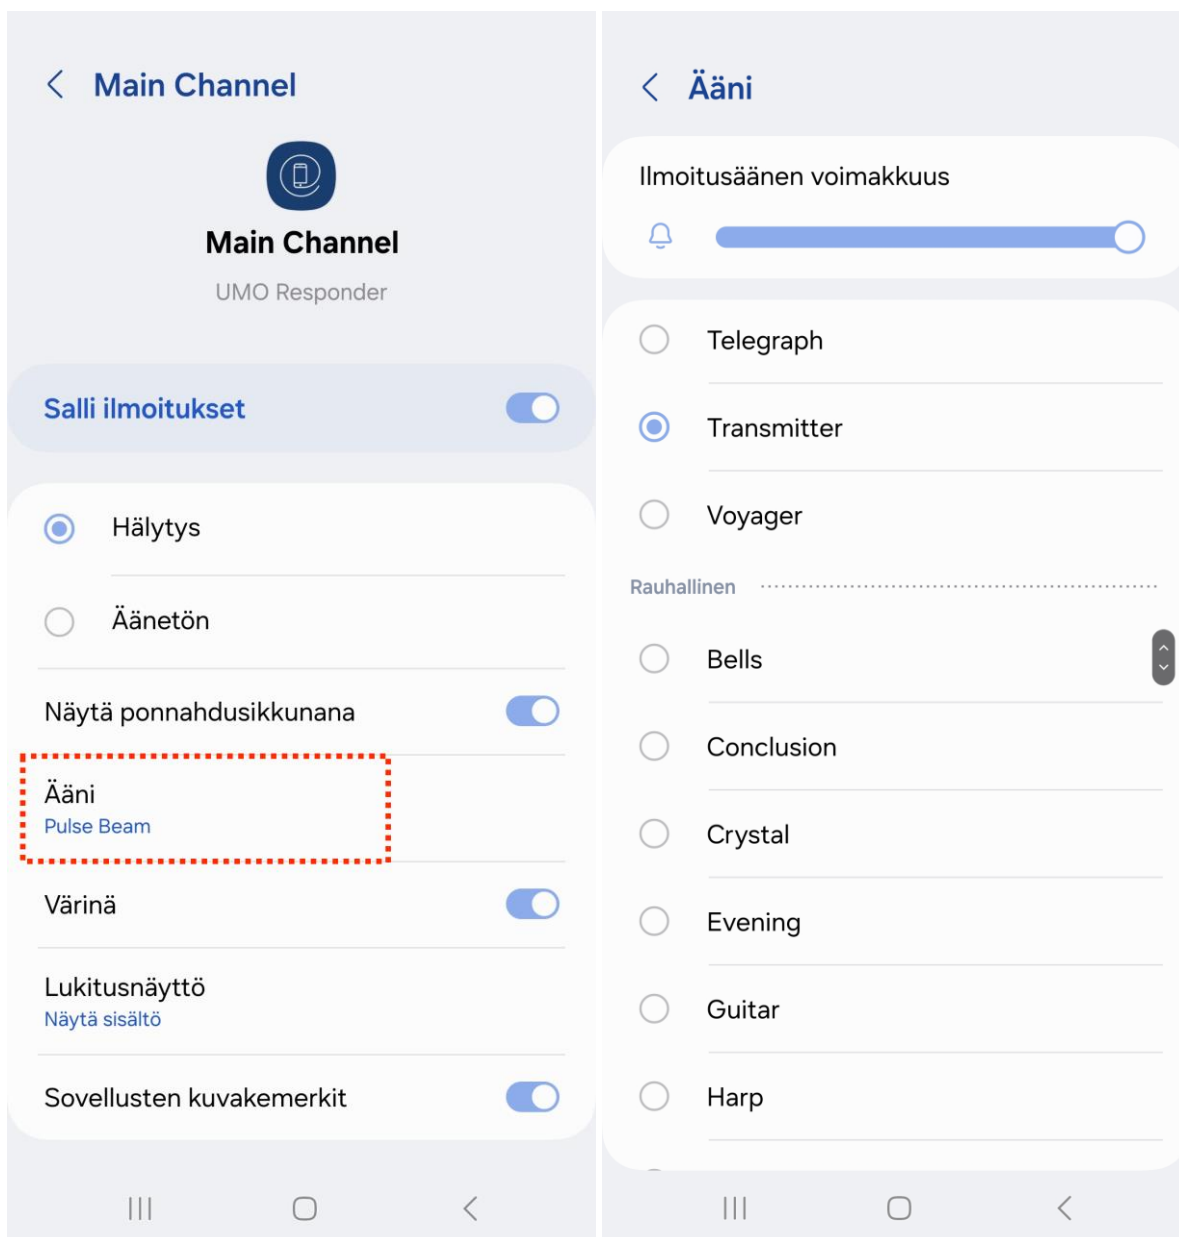 Main Channel
Main Channel
UMO Responder
Salli ilmoitukset
Hälytys
Äänetön
Näytä ponnahdusikkunana
Ääni
Pulse Beam
Värinä
Lukitusnäyttö
Näytä sisältö
Sovellusten kuvakemerkit
Ääni
Ilmoitusäänen voimakkuus
Telegraph
Transmitter
Voyager
Rauhallinen
Bells
Conclusion
Crystal
Evening
Guitar
Harp